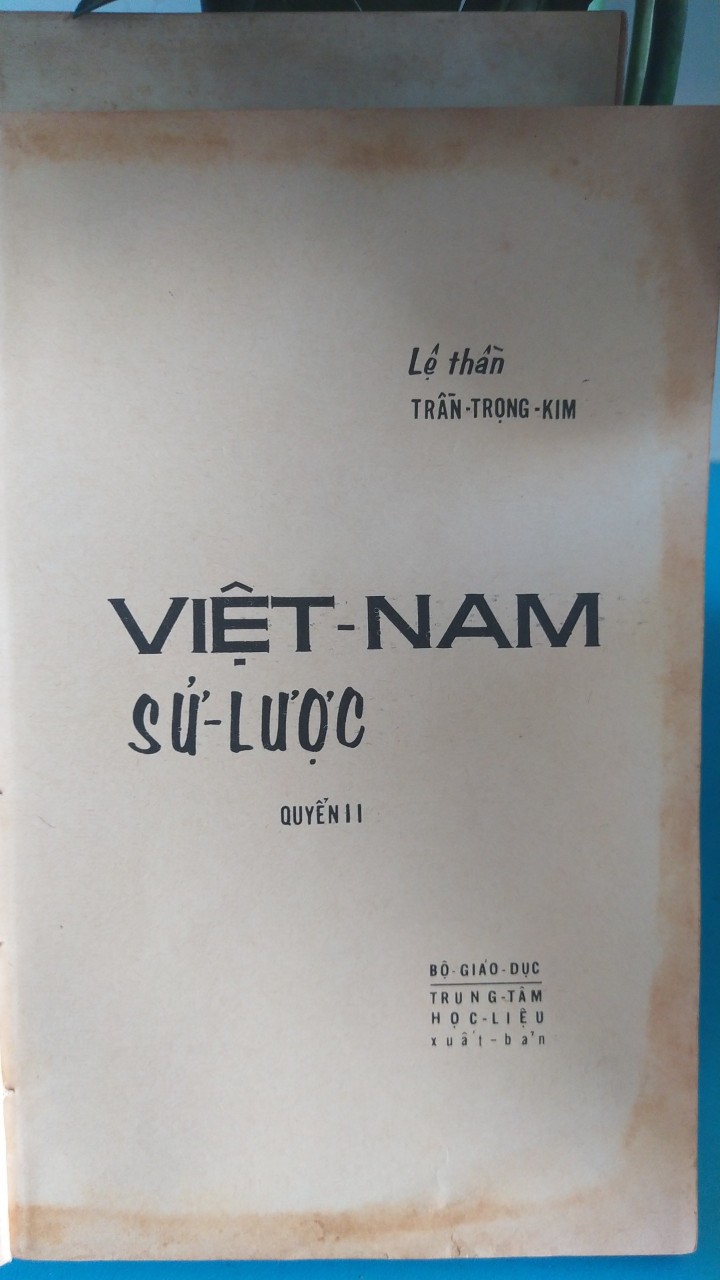 Lệ thần
TRẦN-TRỌNG-KIM
VIỆT-NAM
SỬ-LƯỢC
QUYỂN II
BỘ-GIÁO-DỤC
TRUNG-TÂM
HỌC-LIỆU
xuất-bản